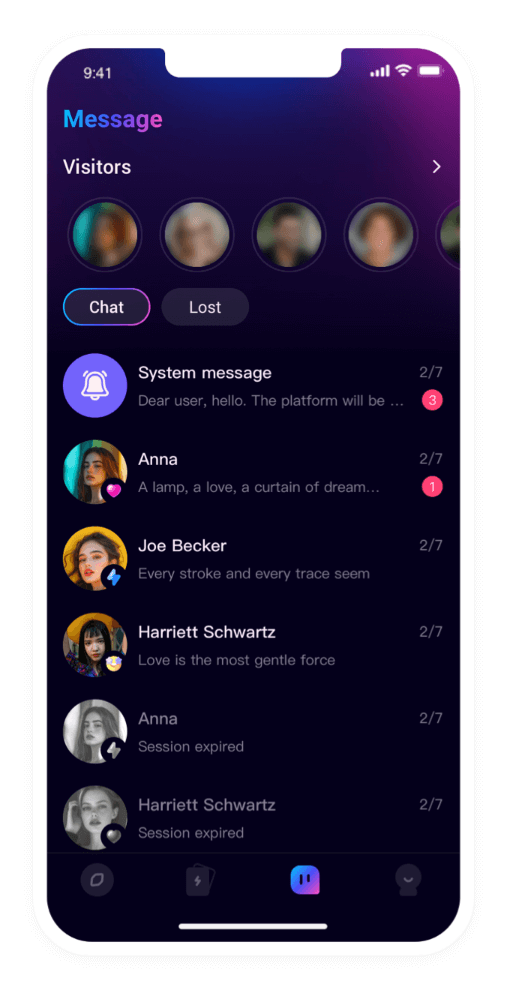 9:41
Message
Visitors
Chat
Lost
System message
2/7
Dear user, hello. The platform will be ...
3
Anna
2/7
A lamp, a love, a curtain of dream...
1
Joe Becker
2/7
Every stroke and every trace seem
Harriett Schwartz
2/7
Love is the most gentle force
Anna
2/7
Session expired
Harriett Schwartz
2/7
Session expired